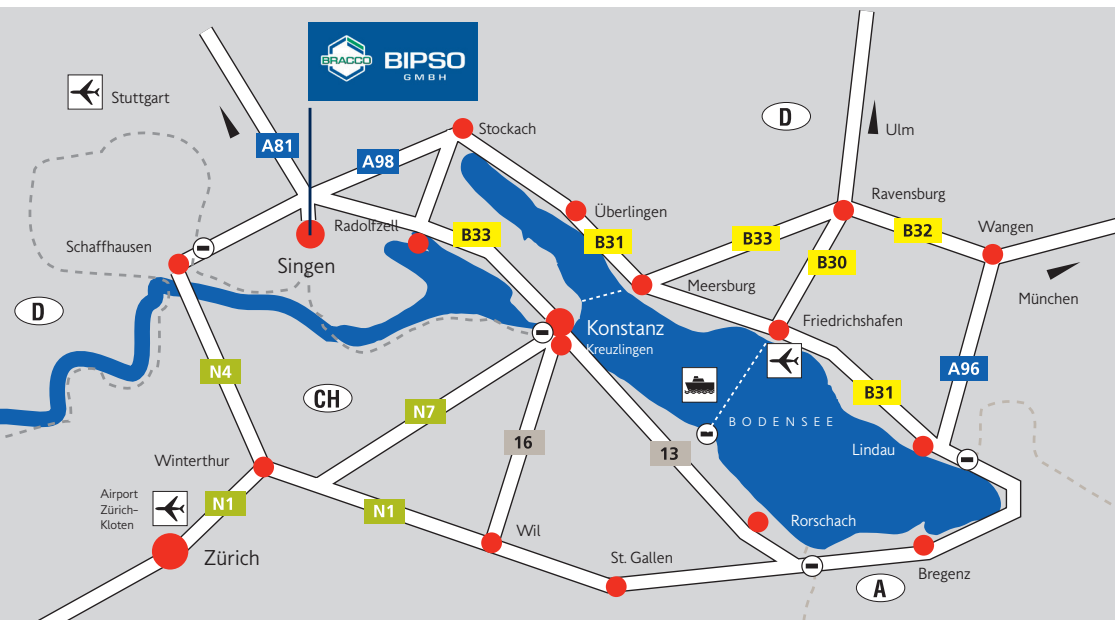 BRACCO
BIPSO
GMBH
Stuttgart
D
Stockach
Ulm
A81
A98
Ravensburg
Überlingen
Radolfzell
B33
B31
B33
B32
Wangen
Schaffhausen
Singen
B30
Meersburg
München
D
Friedrichshafen
Konstanz
Kreuzlingen
N4
A96
CH
B31
N7
BODENSEE
16
13
Lindau
Winterthur
Airport
Zürich-
Kloten
N1
N1
Rorschach
Wil
Zürich
St. Gallen
Bregenz
A